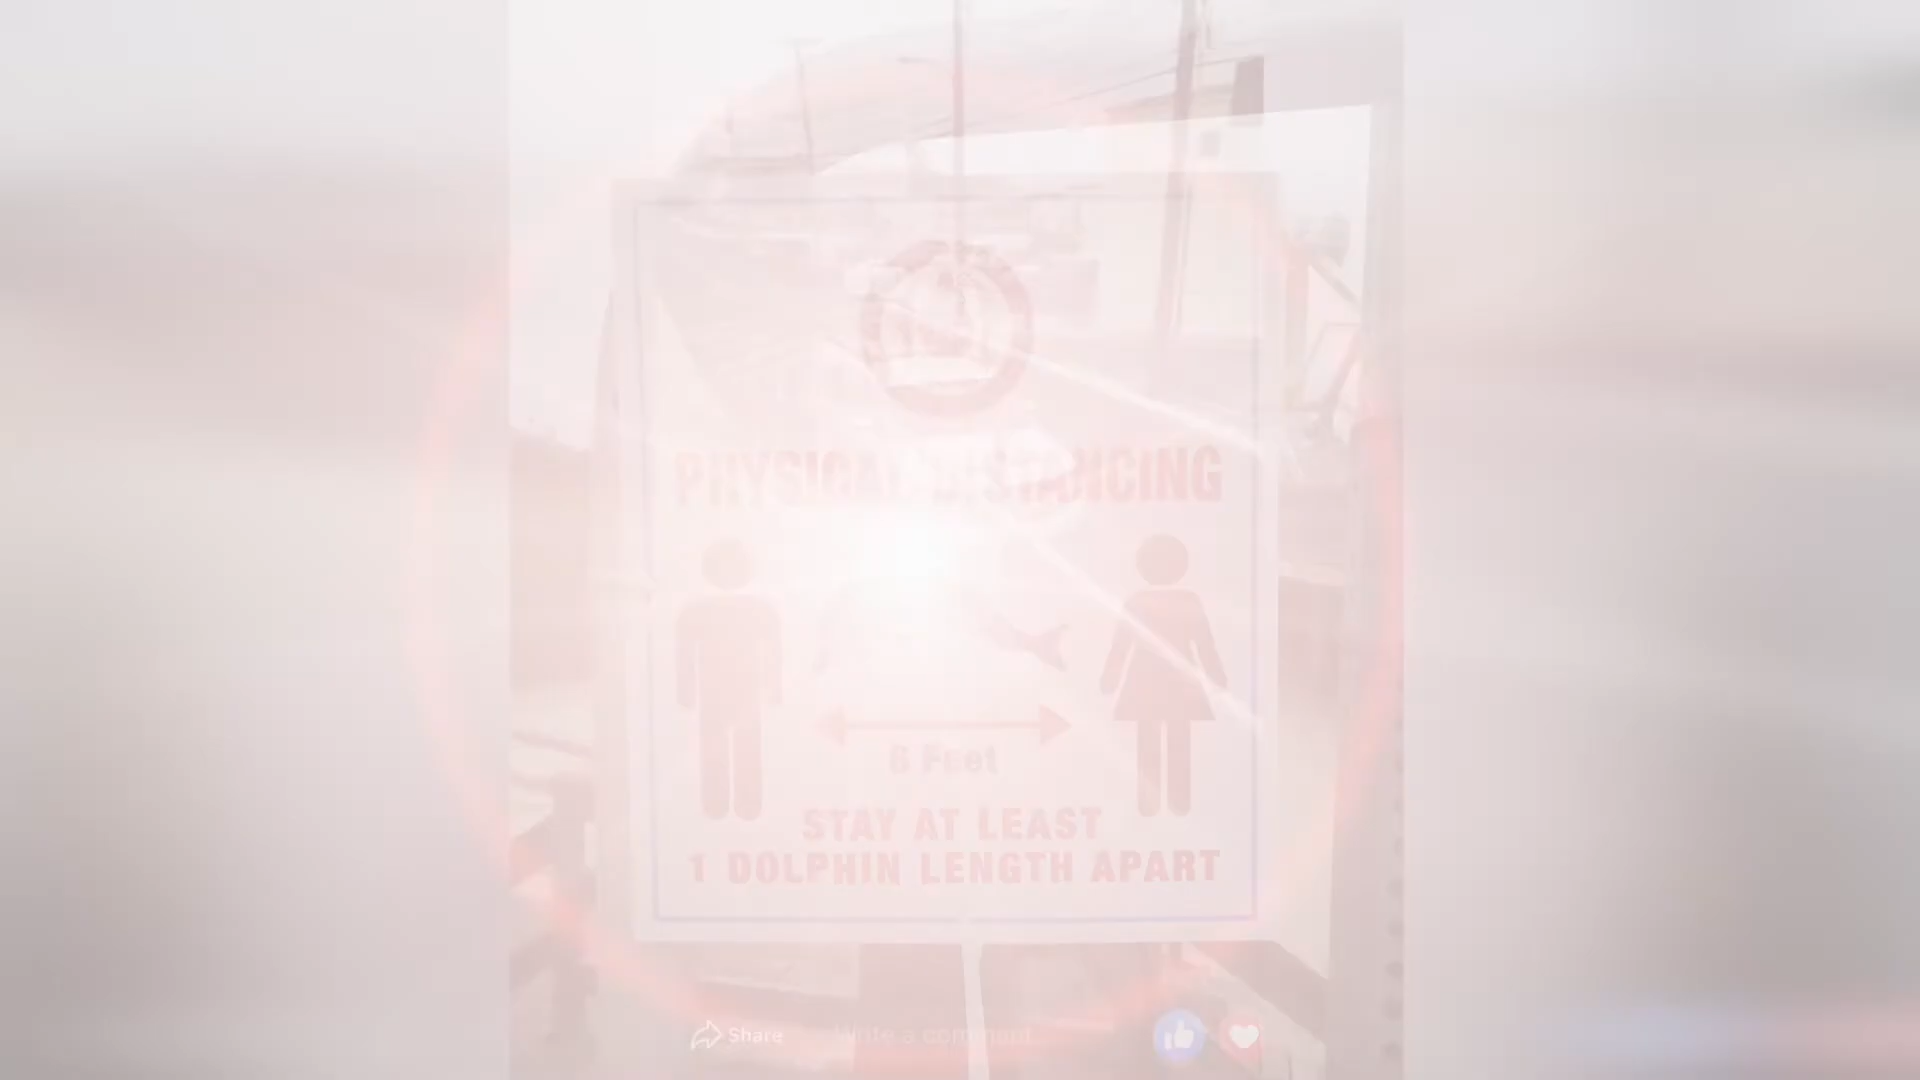 PHYSICAL DISTANCING
6 Feet
STAY AT LEAST
1 DOLPHIN LENGTH APART
Share
Write a comment